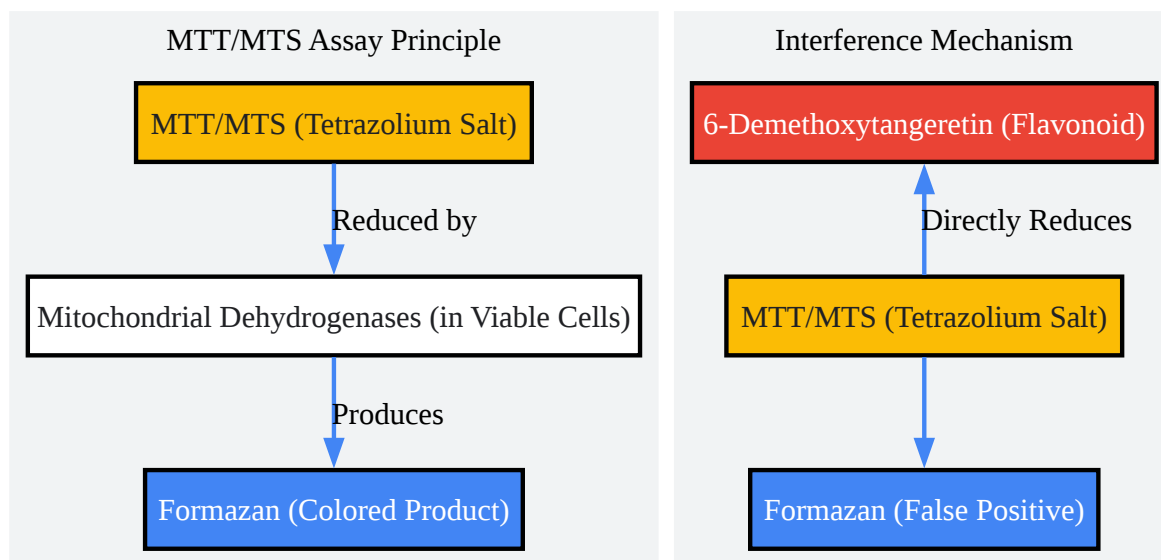 MTT/MTS Assay Principle
MTT/MTS (Tetrazolium Salt)
Reduced by
Mitochondrial Dehydrogenases (in Viable Cells)
Produces
Formazan (Colored Product)
Interference Mechanism
6-Demethoxytangeretin (Flavonoid)
Directly Reduces
MTT/MTS (Tetrazolium Salt)
Formazan (False Positive)